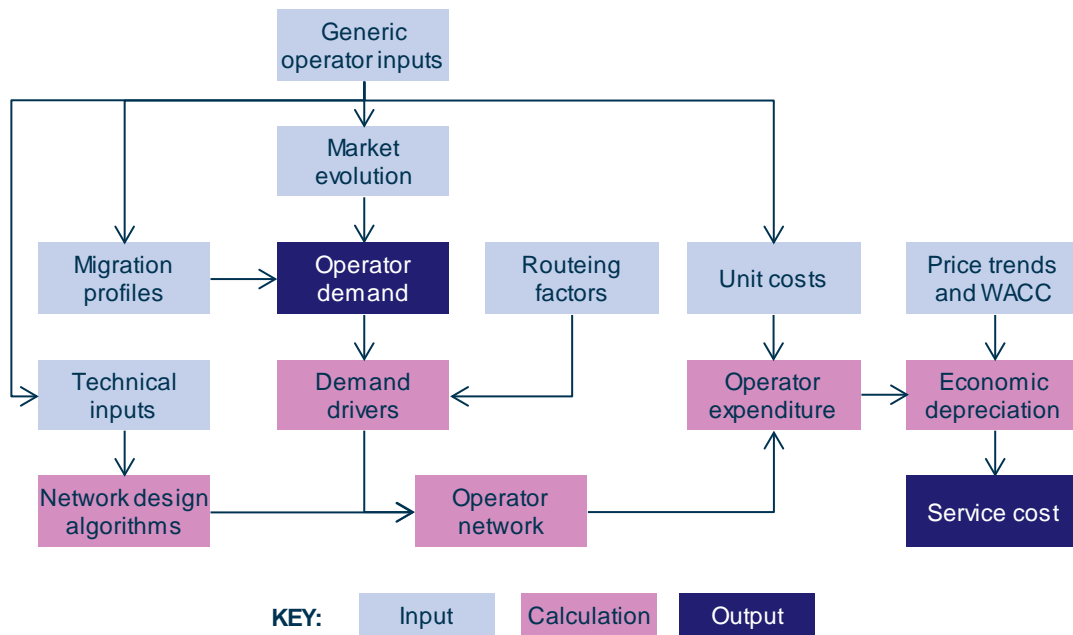 Generic
operator inputs
Market
evolution
Migration
profiles
Operator
demand
Routeing
factors
Unit costs
Price trends
and WACC
Technical
inputs
Demand
drivers
Operator
expenditure
Economic
depreciation
Network design
algorithms
Operator
network
Service cost
KEY:
Input
Calculation
Output